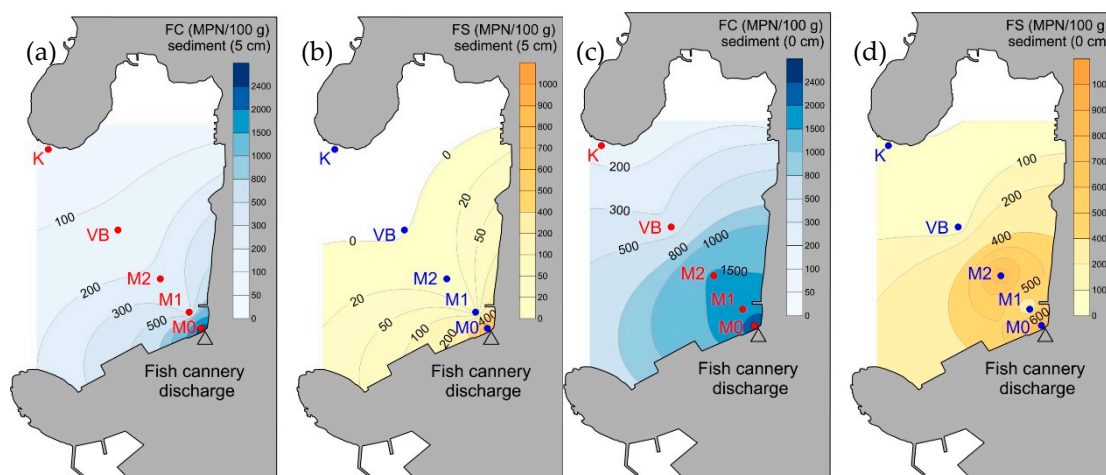 (a)
FC (MPN/100 g)
sediment (5 cm)
2400
1500
1000
800
500
300
200
100
50
0
K
100
VB
M2
200
M1
300
500
M0
Fish cannery
discharge
(b)
FS (MPN/100 g)
sediment (5 cm)
1000
900
800
700
600
500
400
300
200
100
50
20
0
K
0
20
VB
0
50
M2
M1
20
50
100
200
400
M0
Fish cannery
discharge
(c)
FC (MPN/100 g)
sediment (0 cm)
2400
1500
1000
800
500
300
200
100
50
0
K
200
300
VB
500
800
1000
M2
1500
M1
M0
Fish cannery
discharge
(d)
FS (MPN/100 g)
sediment (0 cm)
1000
900
800
700
600
500
400
300
200
100
0
K
100
200
VB
400
M2
500
M1
M0
600
Fish cannery
discharge